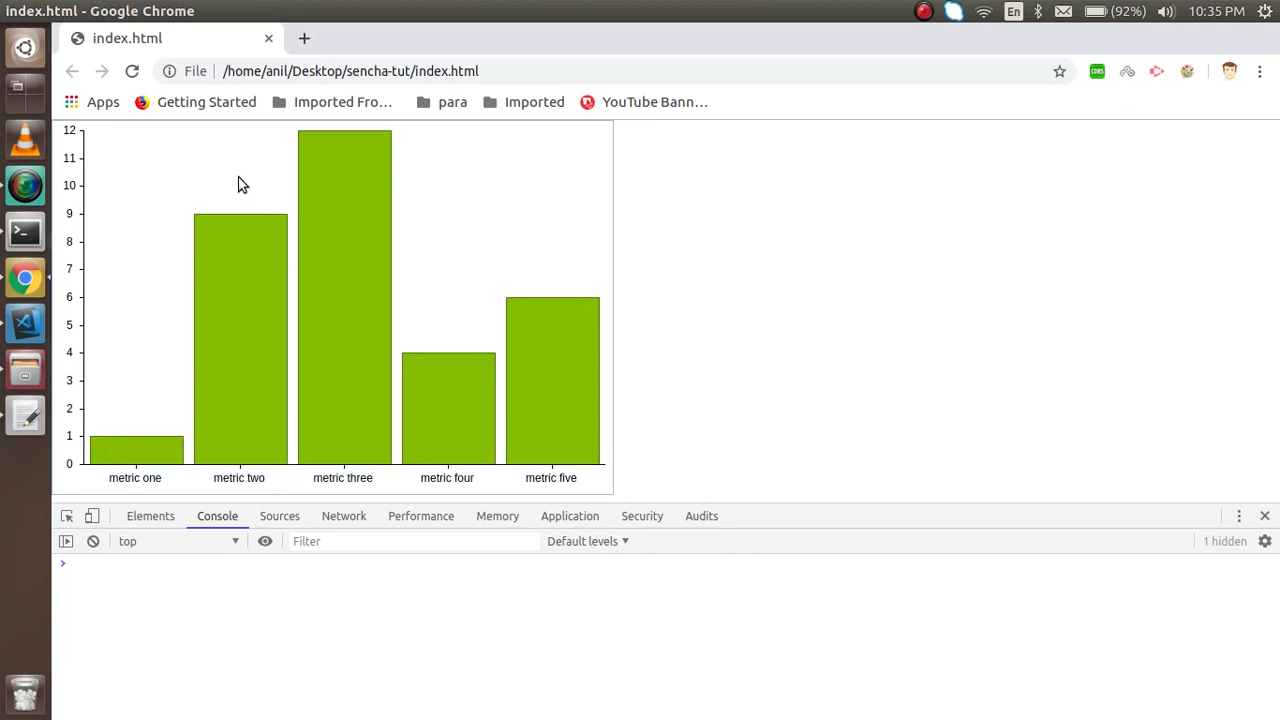 index.html - Google Chrome
En
(92%)
10:35 PM
index.html
File
/home/anil/Desktop/sencha-tut/index.html
CORS
Apps
Getting Started
Imported Fro...
para
Imported
YouTube Bann...
12
11
10
9
8
7
6
5
4
3
2
1
0
metric one
metric two
metric three
metric four
metric five
Elements
Console
Sources
Network
Performance
Memory
Application
Security
Audits
top
Filter
Default levels
1 hidden